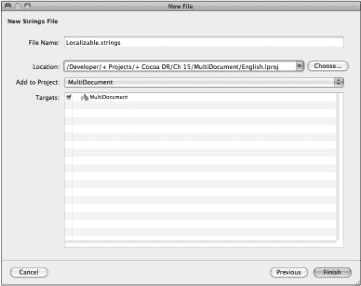 New File
New Strings File
File Name: Localizable.strings
Location: /Developer/+ Projects/+ Cocoa DR/Ch 15/MultiDocument/English.lproj Choose...
Add to Project: MultiDocument
Targets: MultiDocument
Cancel Previous Finish